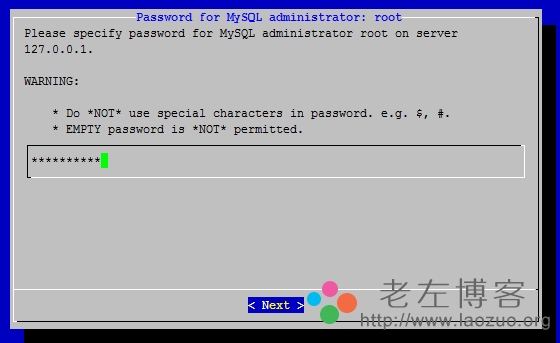 Password for MySQL administrator: root
Please specify password for MySQL administrator root on server
127.0.0.1.
WARNING:
* Do *NOT* use special characters in password. e.g. $, #.
* EMPTY password is *NOT* permitted.
**********
< Next >
老左博客
http://www.laozuo.org